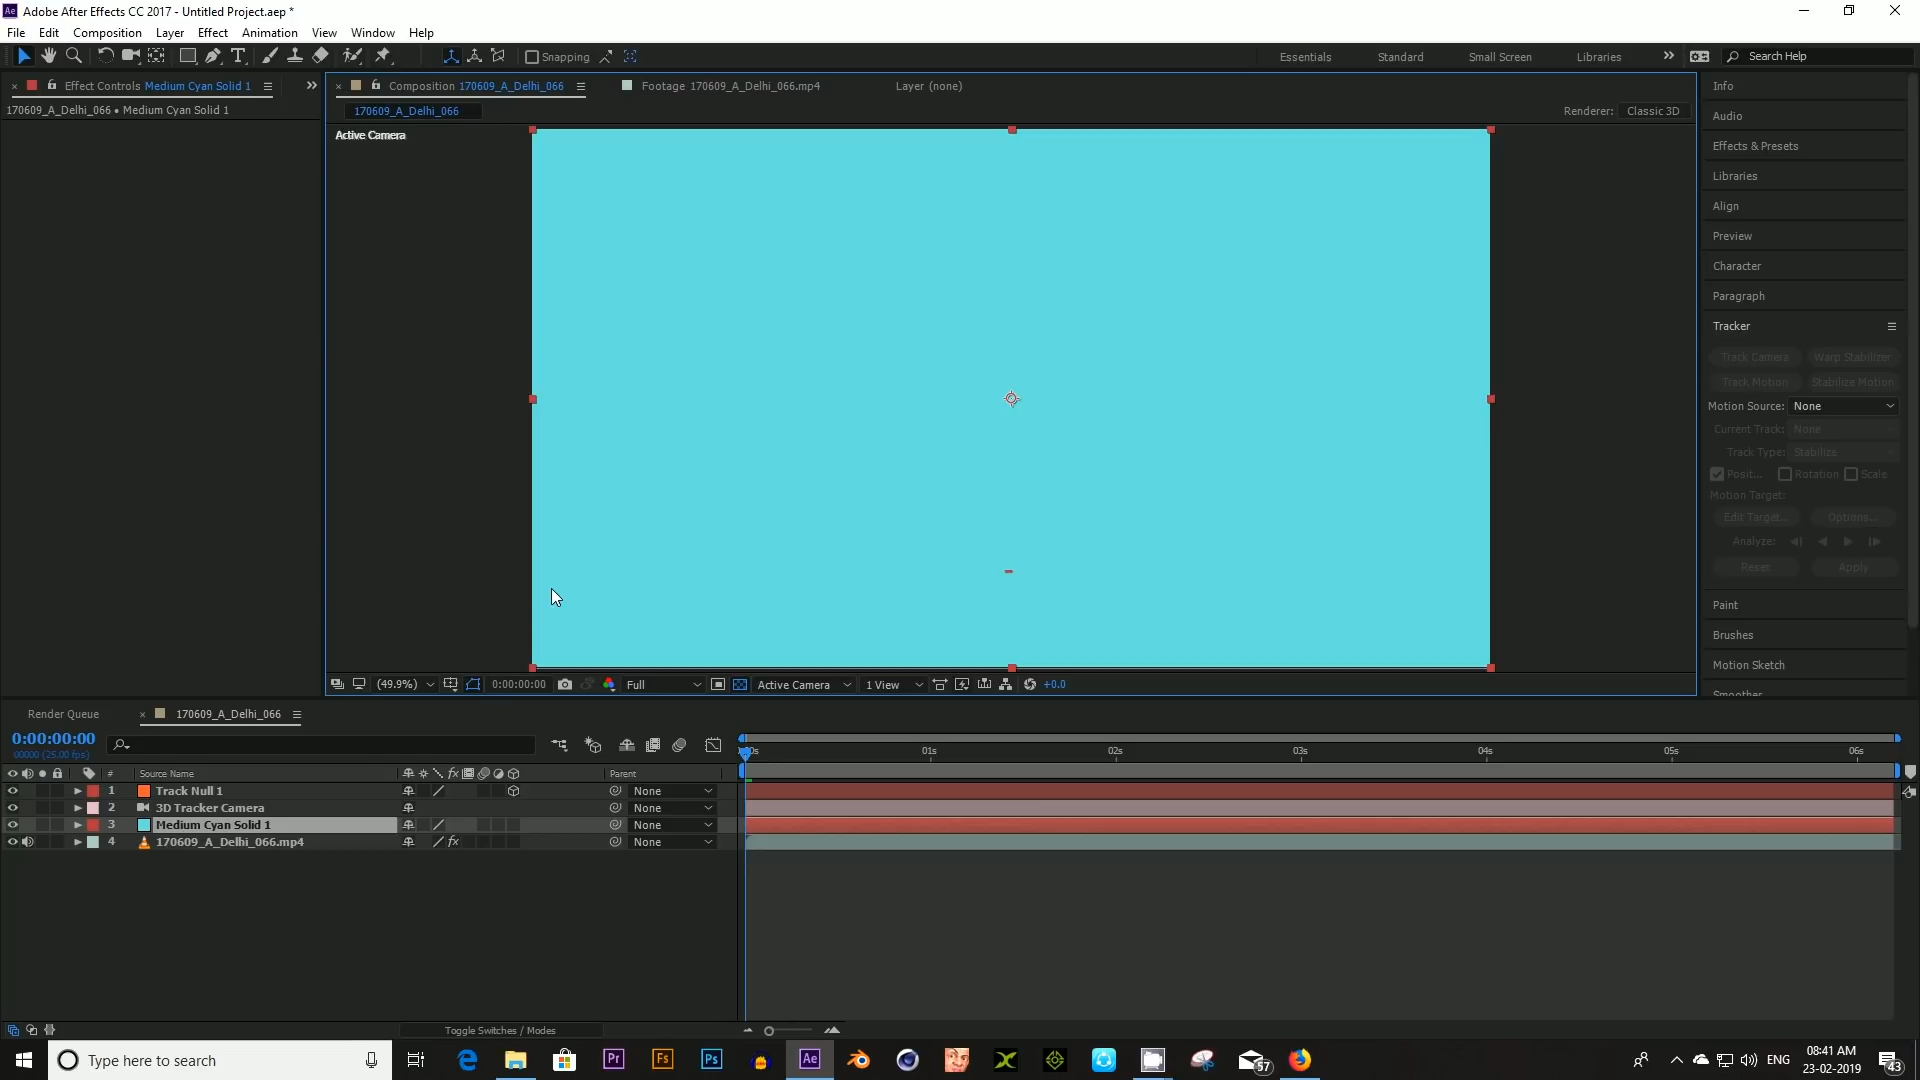 Ae Adobe After Effects CC 2017 - Untitled Project.aep *
File Edit Composition Layer Effect Animation View Window Help
Snapping
Essentials Standard Small Screen Libraries
Search Help
Effect Controls Medium Cyan Solid 1
170609_A_Delhi_066 • Medium Cyan Solid 1
Composition 170609_A_Delhi_066
Footage 170609_A_Delhi_066.mp4
Layer (none)
170609_A_Delhi_066
Renderer: Classic 3D
Active Camera
(49.9%) 0:00:00:00 Full Active Camera 1 View +0.0
Info
Audio
Effects & Presets
Libraries
Align
Preview
Character
Paragraph
Tracker
Track Camera Warp Stabilizer
Track Motion Stabilize Motion
Motion Source: None
Current Track: None
Track Type: Stabilize
Posit... Rotation Scale
Motion Target:
Edit Target... Options...
Analyze:
Reset Apply
Paint
Brushes
Motion Sketch
Smoother
Render Queue 170609_A_Delhi_066
0:00:00:00
00000 (25.00 fps)
01s 02s 03s 04s 05s 06s
# Source Name Parent
1 Track Null 1 None
2 3D Tracker Camera None
3 Medium Cyan Solid 1 None
4 170609_A_Delhi_066.mp4 fx None
Toggle Switches / Modes
Type here to search
Pr Fs Ps Ae
57
ENG
08:41 AM
23-02-2019
43